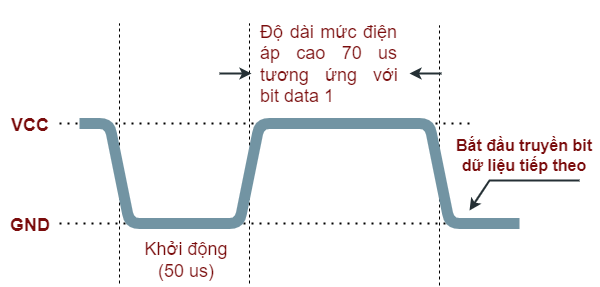 Độ dài mức điện
áp cao 70 us
tương ứng với
bit data 1
VCC
Bắt đầu truyền bit
dữ liệu tiếp theo
GND
Khởi động
(50 us)